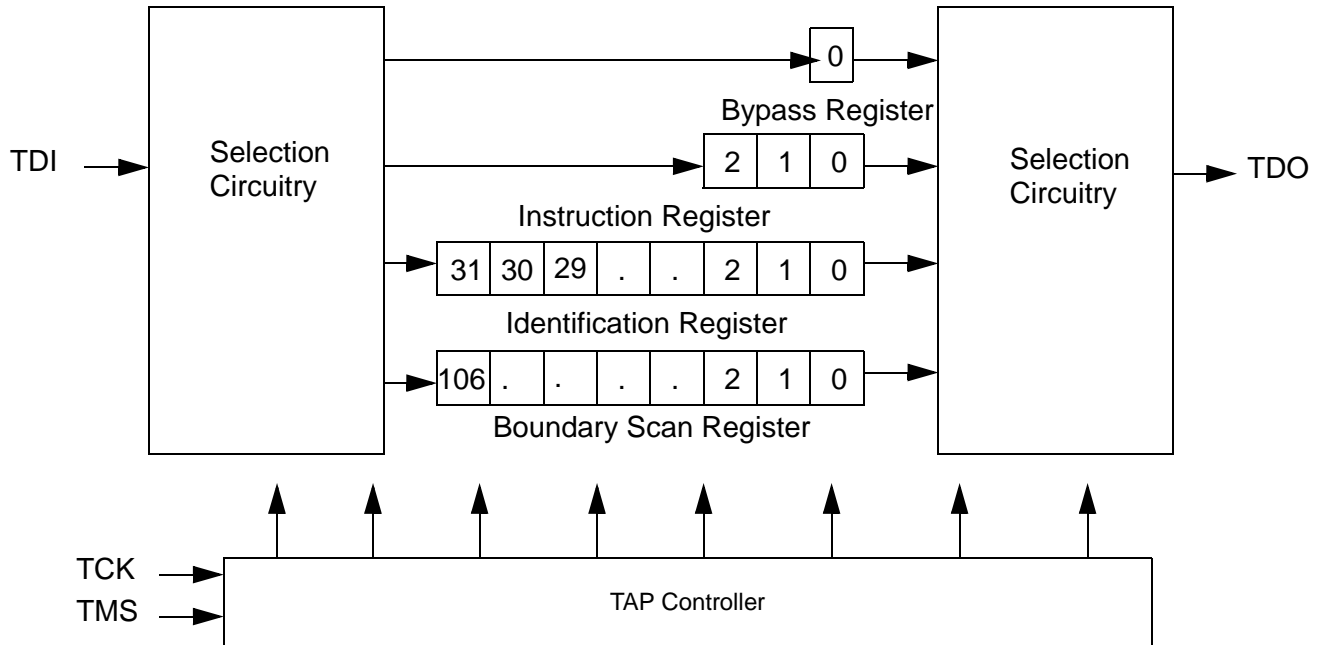 0
Bypass Register
TDI
Selection
Circuitry
2 1 0
Selection
Circuitry
TDO
Instruction Register
31 30 29 . . 2 1 0
Identification Register
106 . . . . 2 1 0
Boundary Scan Register
TCK
TMS
TAP Controller